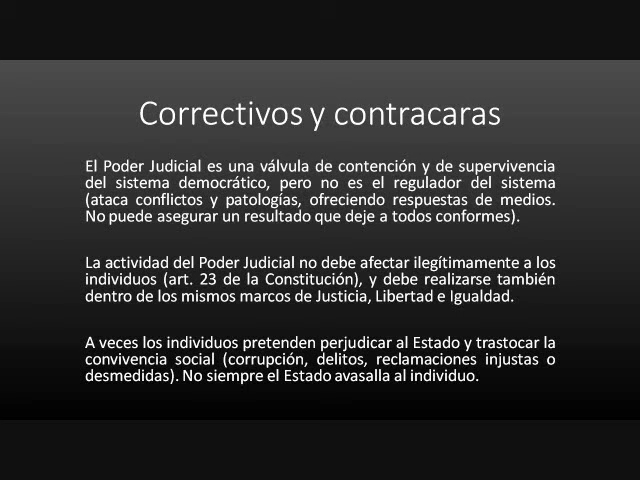 Correctivos y contracaras
El Poder Judicial es una válvula de contención y de supervivencia
del sistema democrático, pero no es el regulador del sistema
(ataca conflictos y patologías, ofreciendo respuestas de medios.
No puede asegurar un resultado que deje a todos conformes).
La actividad del Poder Judicial no debe afectar ilegítimamente a los
individuos (art. 23 de la Constitución), y debe realizarse también
dentro de los mismos marcos de Justicia, Libertad e Igualdad.
A veces los individuos pretenden perjudicar al Estado y trastocar la
convivencia social (corrupción, delitos, reclamaciones injustas o
desmedidas). No siempre el Estado avasalla al individuo.